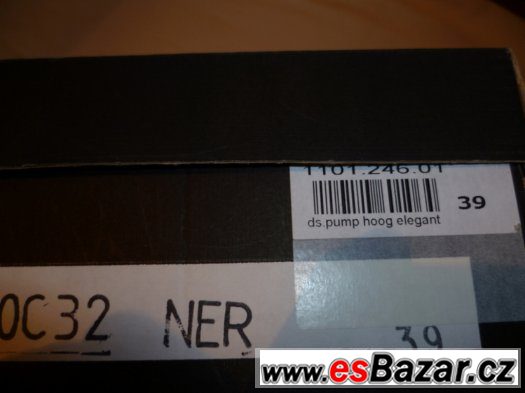 1101.246.01
39
ds.pump hoog elegant
0C32 NER 39
www.esBazar.cz